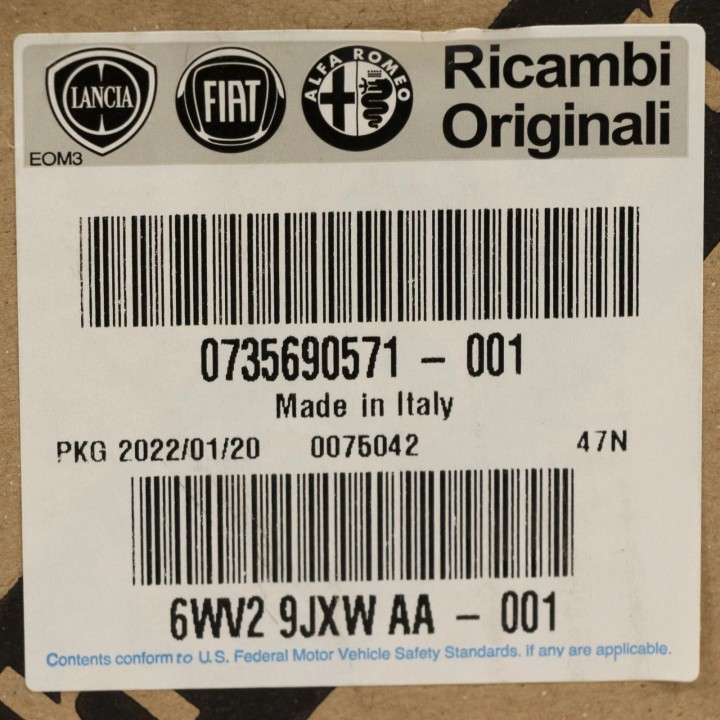 LANCIA FIAT ALFA ROMEO Ricambi
Originali
EOM3
0735690571 - 001
Made in Italy
PKG 2022/01/20 0075042 47N
6WV2 9JXW AA - 001
Contents conform to U.S. Federal Motor Vehicle Safety Standards. if any are applicable.